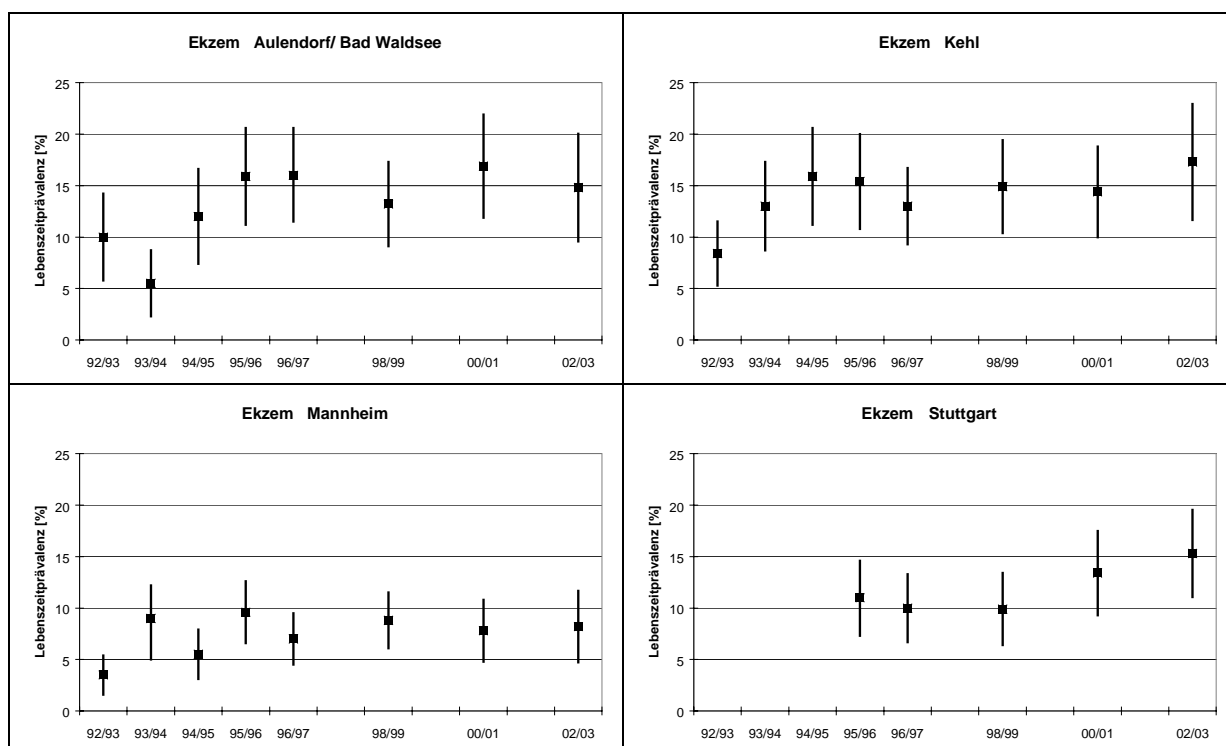 Ekzem Aulendorf/ Bad Waldsee
Lebenszeitprävalenz [%]
25
20
15
10
5
0
92/93 93/94 94/95 95/96 96/97 98/99 00/01 02/03
Ekzem Kehl
Lebenszeitprävalenz [%]
25
20
15
10
5
0
92/93 93/94 94/95 95/96 96/97 98/99 00/01 02/03
Ekzem Mannheim
Lebenszeitprävalenz [%]
25
20
15
10
5
0
92/93 93/94 94/95 95/96 96/97 98/99 00/01 02/03
Ekzem Stuttgart
Lebenszeitprävalenz [%]
25
20
15
10
5
0
92/93 93/94 94/95 95/96 96/97 98/99 00/01 02/03